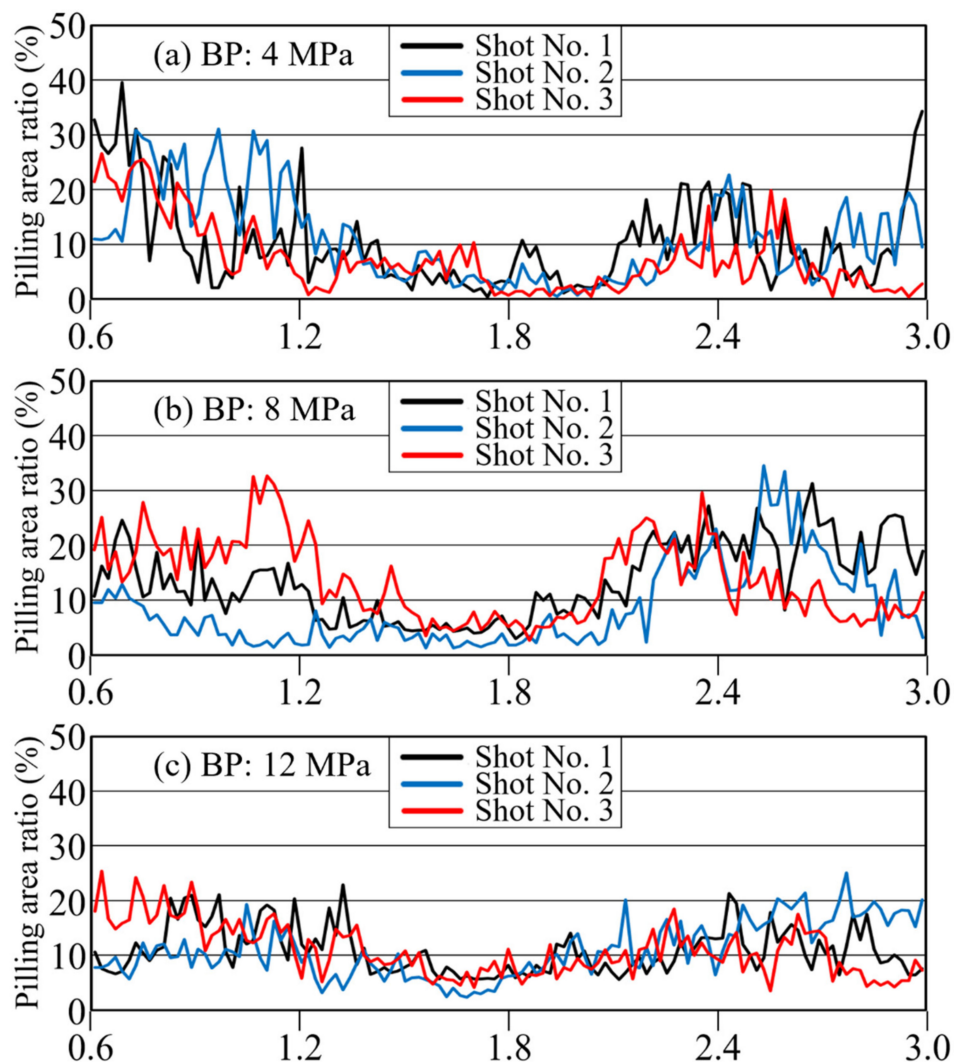 Pilling area ratio (%)
50
40
30
20
10
0
(a) BP: 4 MPa
Shot No. 1
Shot No. 2
Shot No. 3
0.6 1.2 1.8 2.4 3.0
Pilling area ratio (%)
50
40
30
20
10
0
(b) BP: 8 MPa
Shot No. 1
Shot No. 2
Shot No. 3
0.6 1.2 1.8 2.4 3.0
Pilling area ratio (%)
50
40
30
20
10
0
(c) BP: 12 MPa
Shot No. 1
Shot No. 2
Shot No. 3
0.6 1.2 1.8 2.4 3.0